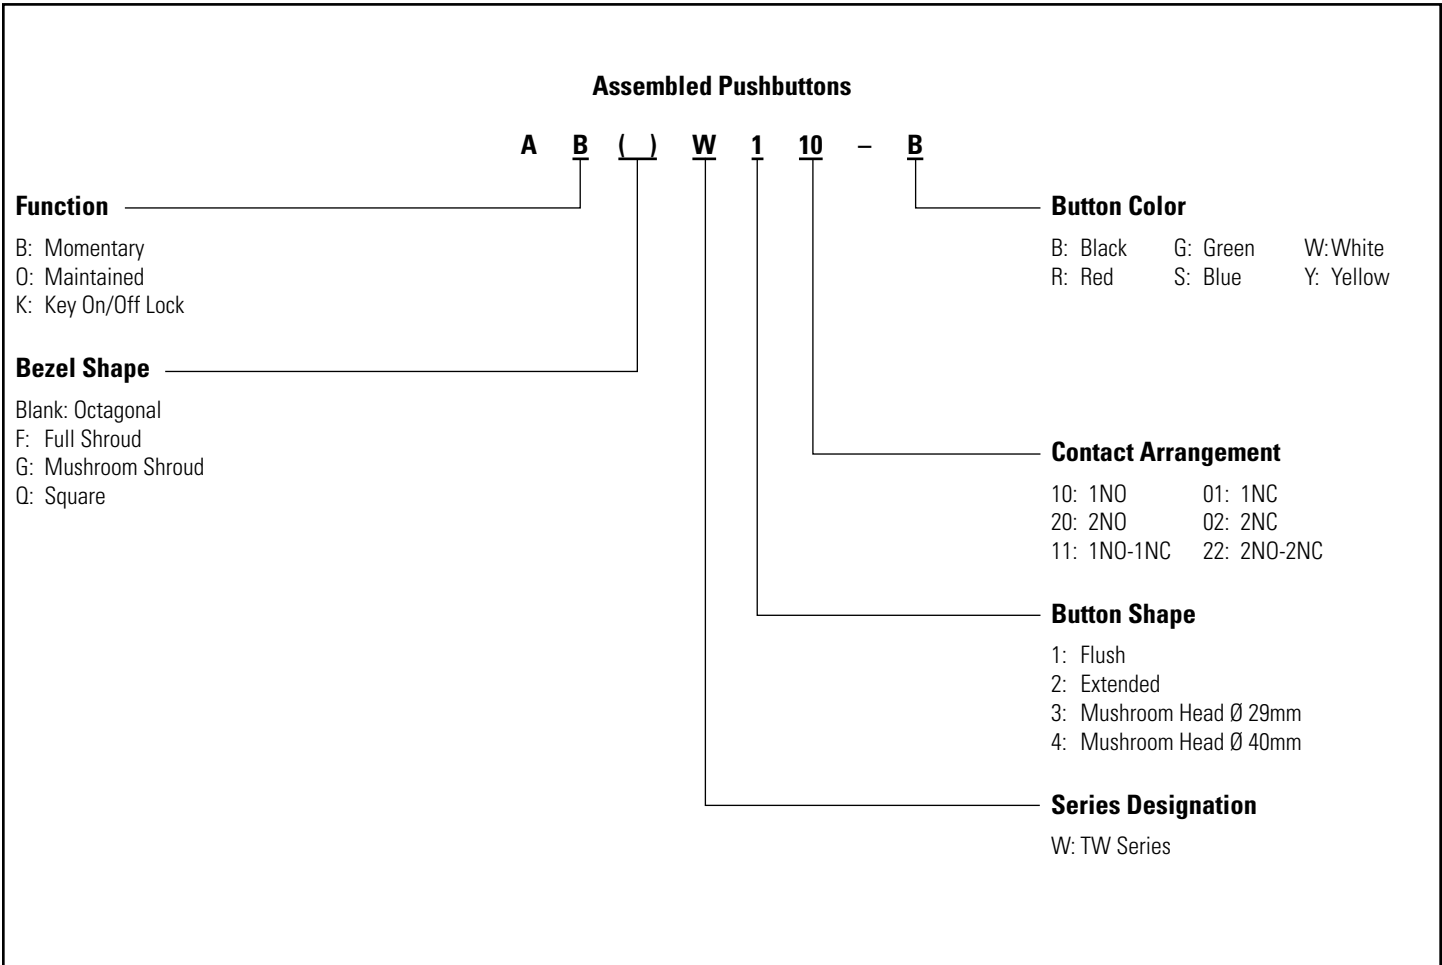 Assembled Pushbuttons
A B ( ) W 1 10 – B
Function
B: Momentary
O: Maintained
K: Key On/Off Lock
Bezel Shape
Blank: Octagonal
F: Full Shroud
G: Mushroom Shroud
Q: Square
Button Color
B: Black G: Green W: White
R: Red S: Blue Y: Yellow
Contact Arrangement
10: 1NO 01: 1NC
20: 2NO 02: 2NC
11: 1NO-1NC 22: 2NO-2NC
Button Shape
1: Flush
2: Extended
3: Mushroom Head Ø 29mm
4: Mushroom Head Ø 40mm
Series Designation
W: TW Series